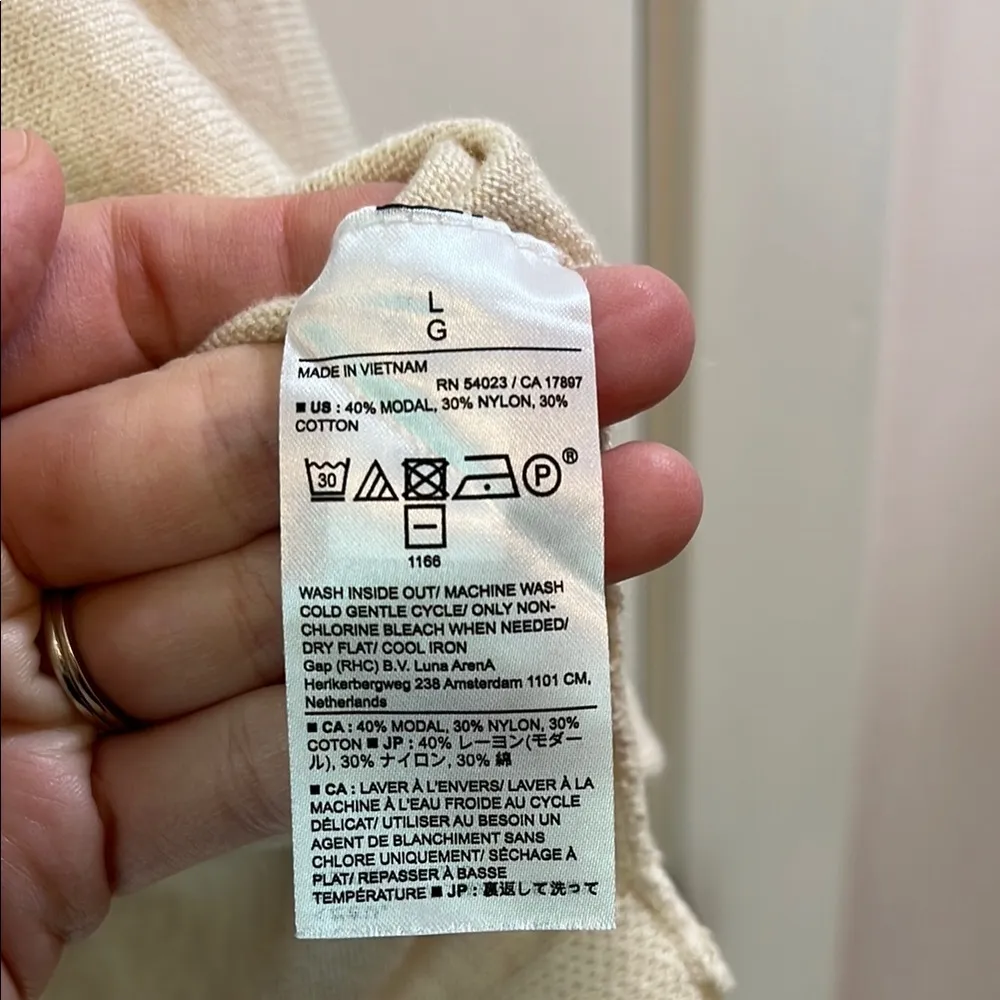 L
G
MADE IN VIETNAM
RN 54023 / CA 17897
■ US : 40% MODAL, 30% NYLON, 30%
COTTON
30 P ®
1166
WASH INSIDE OUT/ MACHINE WASH
COLD GENTLE CYCLE/ ONLY NON-
CHLORINE BLEACH WHEN NEEDED/
DRY FLAT/ COOL IRON
Gap (RHC) B.V. Luna ArenA
Herikerbergweg 238 Amsterdam 1101 CM,
Netherlands
■ CA : 40% MODAL, 30% NYLON, 30%
COTON ■ JP : 40% レーヨン(モダー
ル), 30% ナイロン, 30% 綿
■ CA : LAVER À L'ENVERS/ LAVER À LA
MACHINE À L'EAU FROIDE AU CYCLE
DÉLICAT/ UTILISER AU BESOIN UN
AGENT DE BLANCHIMENT SANS
CHLORE UNIQUEMENT/ SÉCHAGE À
PLAT/ REPASSER À BASSE
TEMPÉRATURE ■ JP : 裏返して洗って